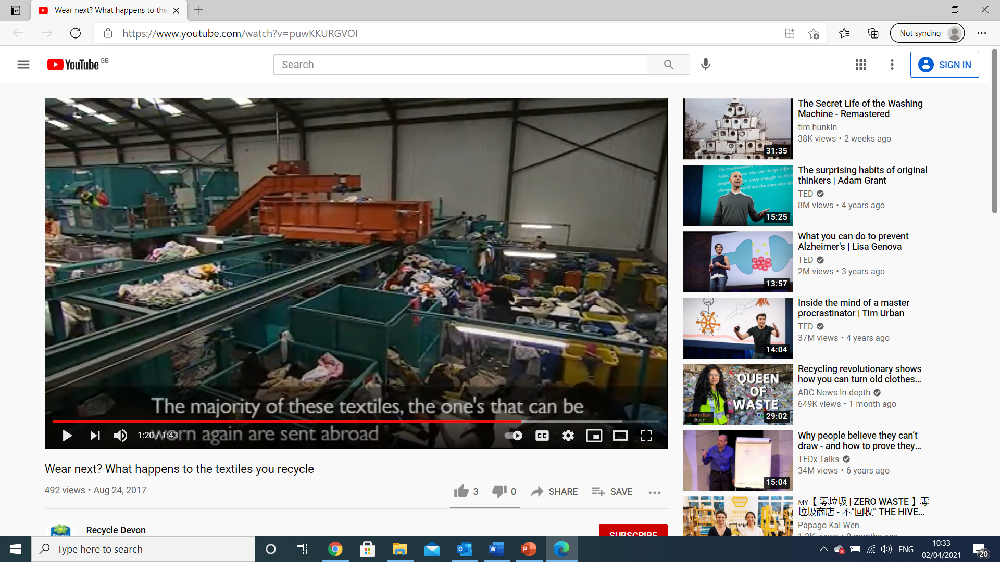 Wear next? What happens to the
https://www.youtube.com/watch?v=puwKKURGVOI
Not syncing
YouTube GB
Search
SIGN IN
The majority of these textiles, the one's that can be
worn again are sent abroad
1:20 / 1:43
CC
Wear next? What happens to the textiles you recycle
492 views • Aug 24, 2017
3
0
SHARE
SAVE
Recycle Devon
SUBSCRIBE
31:35
The Secret Life of the Washing
Machine - Remastered
tim hunkin
38K views • 2 weeks ago
15:25
The surprising habits of original
thinkers | Adam Grant
TED
8M views • 4 years ago
13:57
What you can do to prevent
Alzheimer's | Lisa Genova
TED
2M views • 3 years ago
14:04
Inside the mind of a master
procrastinator | Tim Urban
TED
37M views • 4 years ago
QUEEN
OF
WASTE
Australian
Story
29:02
Recycling revolutionary shows
how you can turn old clothes...
ABC News In-depth
649K views • 1 month ago
15:04
Why people believe they can't
draw - and how to prove they...
TEDx Talks
34M views • 6 years ago
THE HIVE
MY【 零垃圾 | ZERO WASTE 】零
垃圾商店 - 不“回收” THE HIVE...
Papago Kai Wen
Type here to search
ENG
10:33
02/04/2021
20